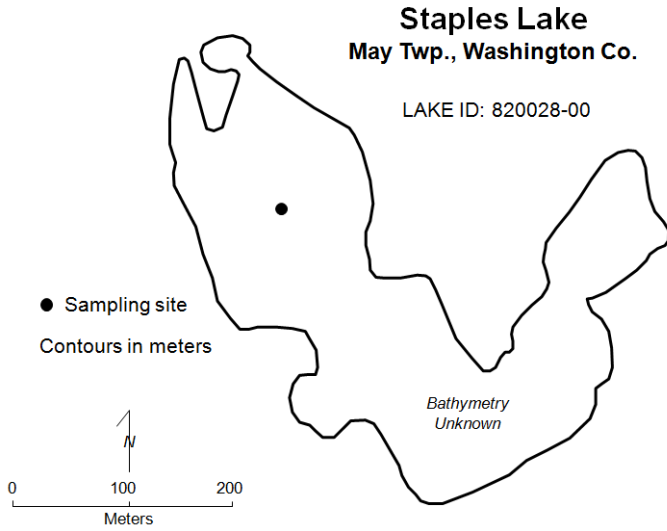 Staples Lake
May Twp., Washington Co.
LAKE ID: 820028-00
Sampling site
Contours in meters
Bathymetry
Unknown
N
0 100 200
Meters